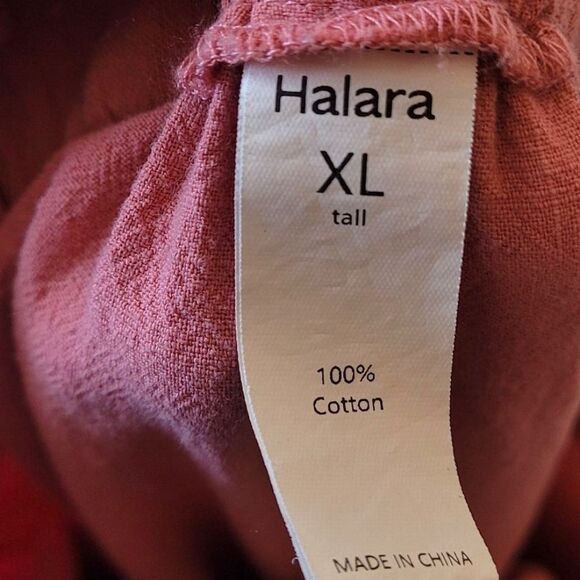 Halara
XL
tall
100%
Cotton
MADE IN CHINA